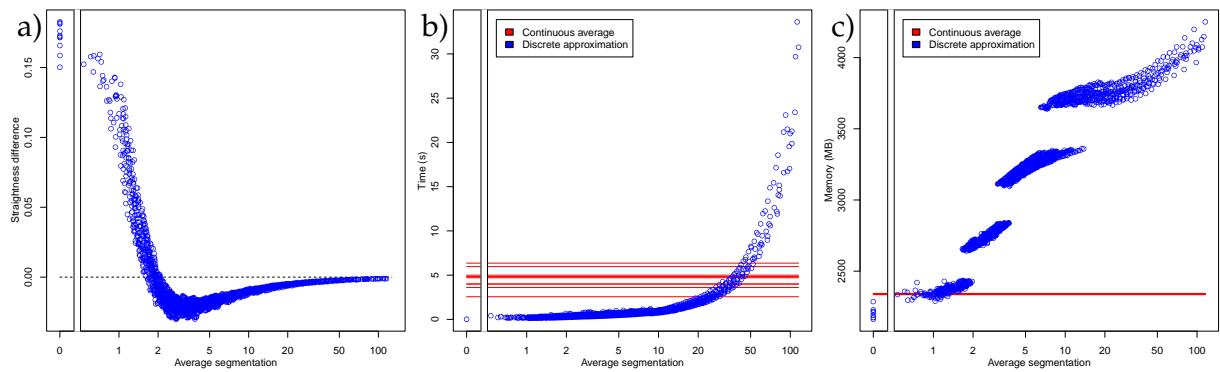 a)
Straightness difference
0.15
0.10
0.05
0.00
0 1 2 5 10 20 50 100
Average segmentation
b)
Continuous average
Discrete approximation
Time (s)
30
25
20
15
10
5
0
0 1 2 5 10 20 50 100
Average segmentation
c)
Continuous average
Discrete approximation
Memory (MB)
4000
3500
3000
2500
0 1 2 5 10 20 50 100
Average segmentation